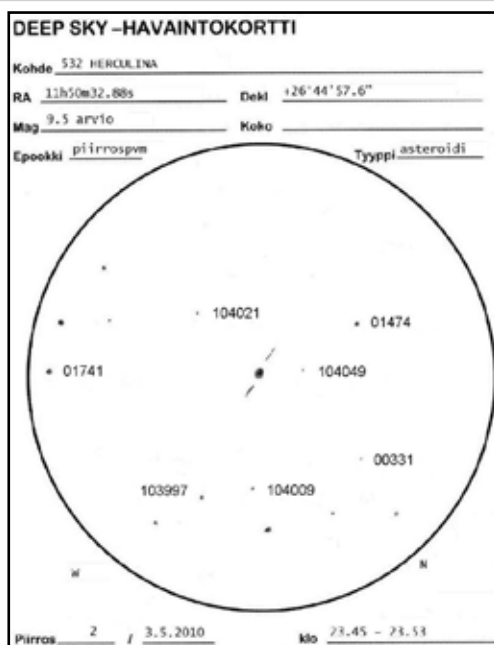 DEEP SKY –HAVAINTOKORTTI
Kohde 532 HERCULINA
RA 11h50m32.88s Dekl +26°44'57.6"
Mag 9.5 arvio Koko
Epookki piirrospvm Tyyppi asteroidi
104021
01474
01741
104049
00331
103997
104009
W
N
Piirros 2 / 3.5.2010 klo 23.45 - 23.53